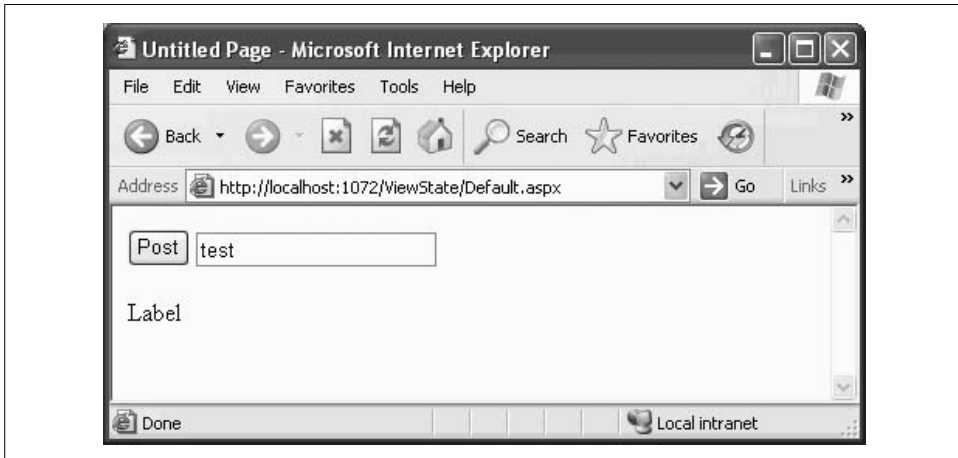 Untitled Page - Microsoft Internet Explorer
File Edit View Favorites Tools Help
Back Search Favorites »
Address http://localhost:1072/ViewState/Default.aspx Go Links »
Post test
Label
Done Local intranet